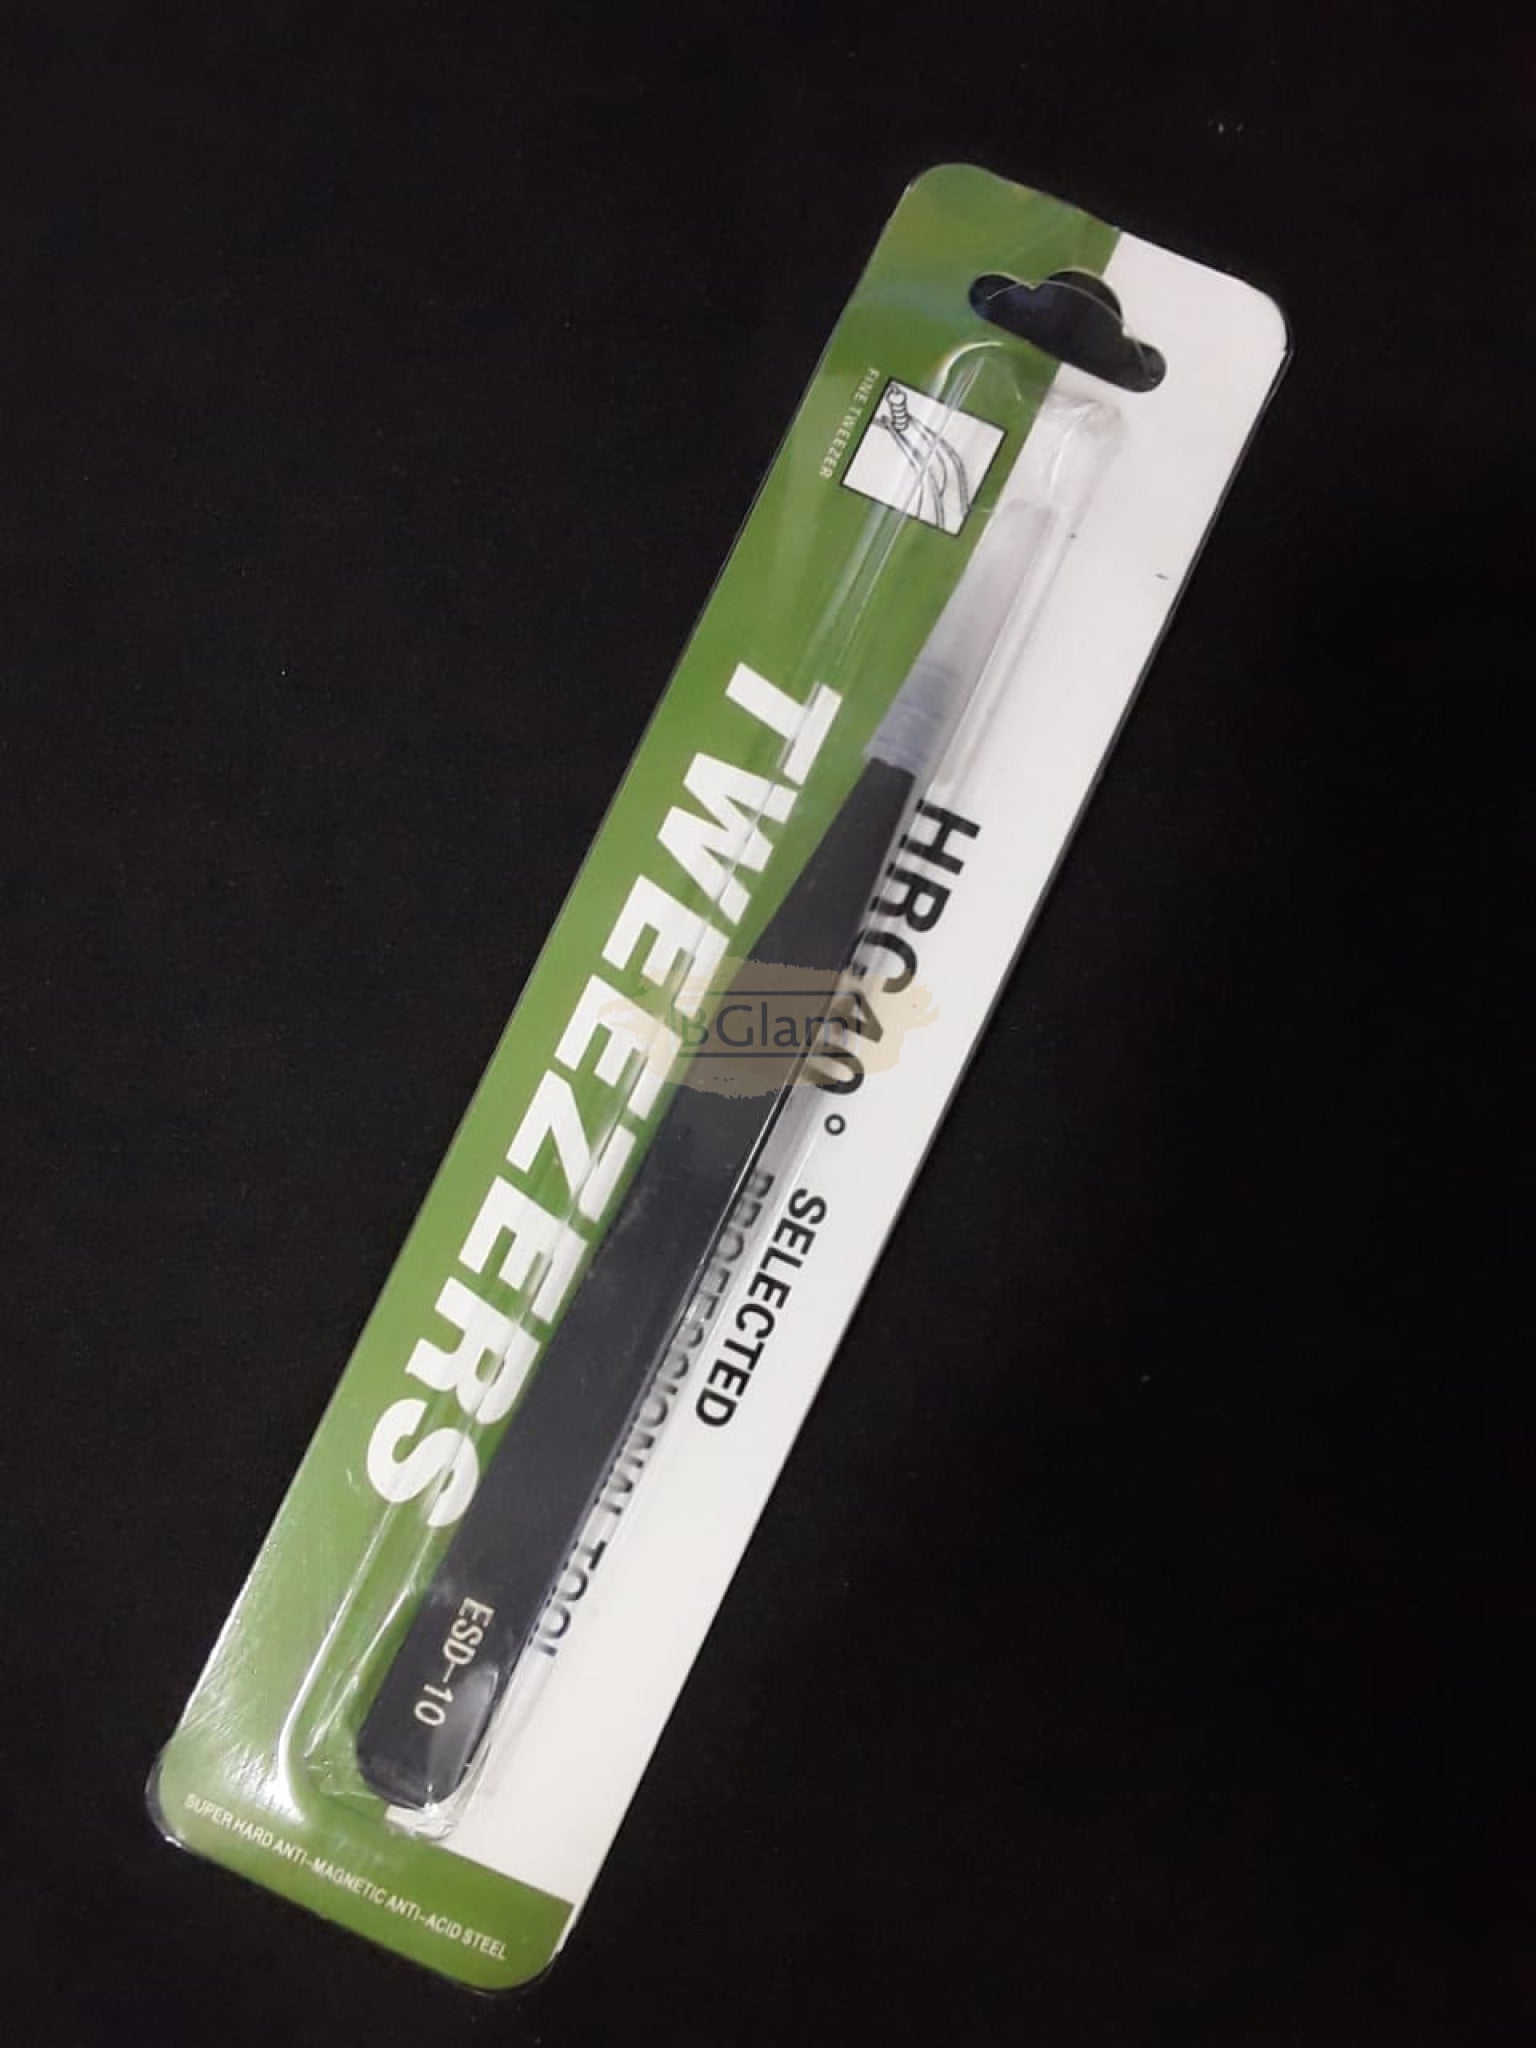 FINE TWEEZER
TWEEZERS
HRC40° SELECTED
PROFESSIONAL TOOL
ESD-10
SUPER HARD ANTI-MAGNETIC ANTI-ACID STEEL
BGlam